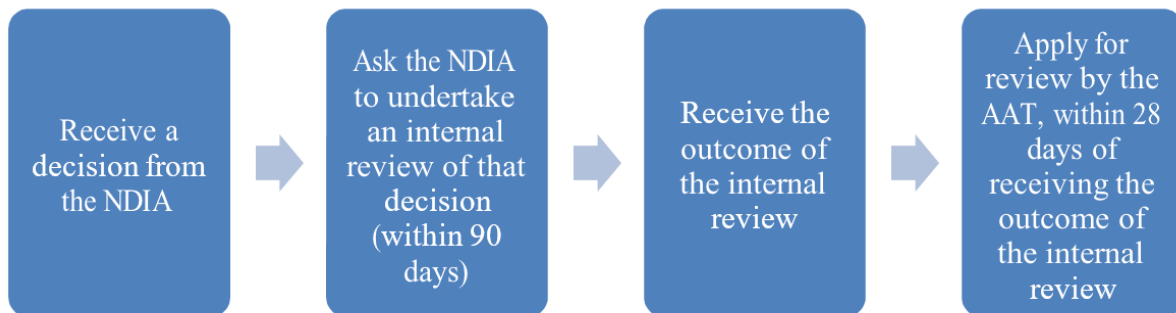 Receive a
decision from
the NDIA
Ask the NDIA
to undertake
an internal
review of that
decision
(within 90
days)
Receive the
outcome of
the internal
review
Apply for
review by the
AAT, within 28
days of
receiving the
outcome of
the internal
review